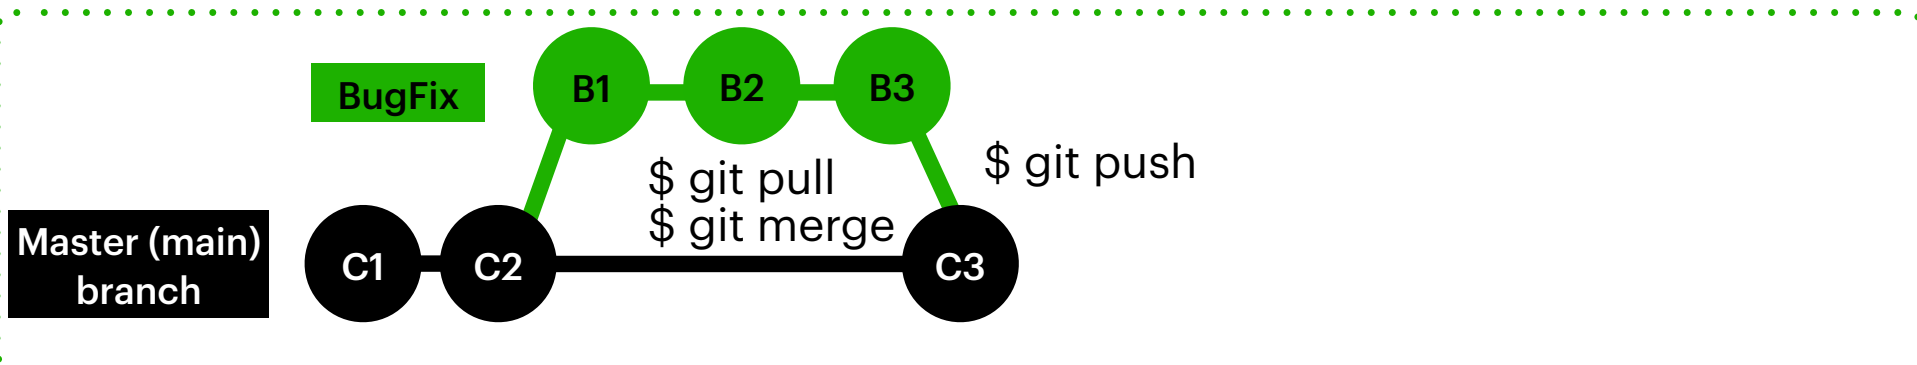 BugFix
B1
B2
B3
$ git pull
$ git merge
$ git push
Master (main)
branch
C1
C2
C3